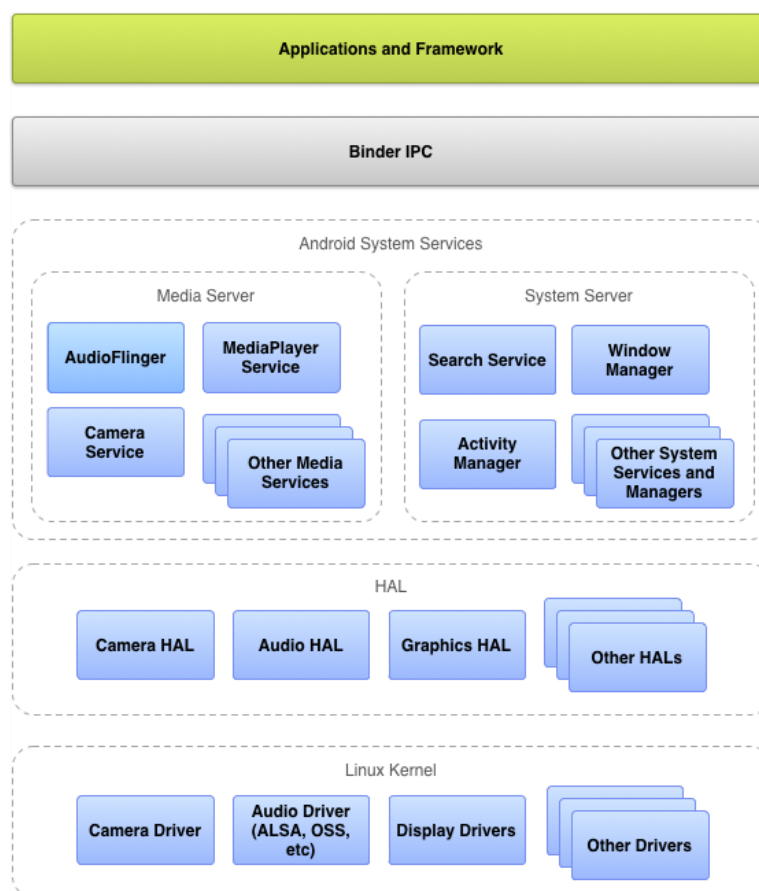 Applications and Framework
Binder IPC
Android System Services
Media Server
AudioFlinger
MediaPlayer
Service
Camera
Service
Other Media
Services
System Server
Search Service
Window
Manager
Activity
Manager
Other System
Services and
Managers
HAL
Camera HAL
Audio HAL
Graphics HAL
Other HALs
Linux Kernel
Camera Driver
Audio Driver
(ALSA, OSS,
etc)
Display Drivers
Other Drivers